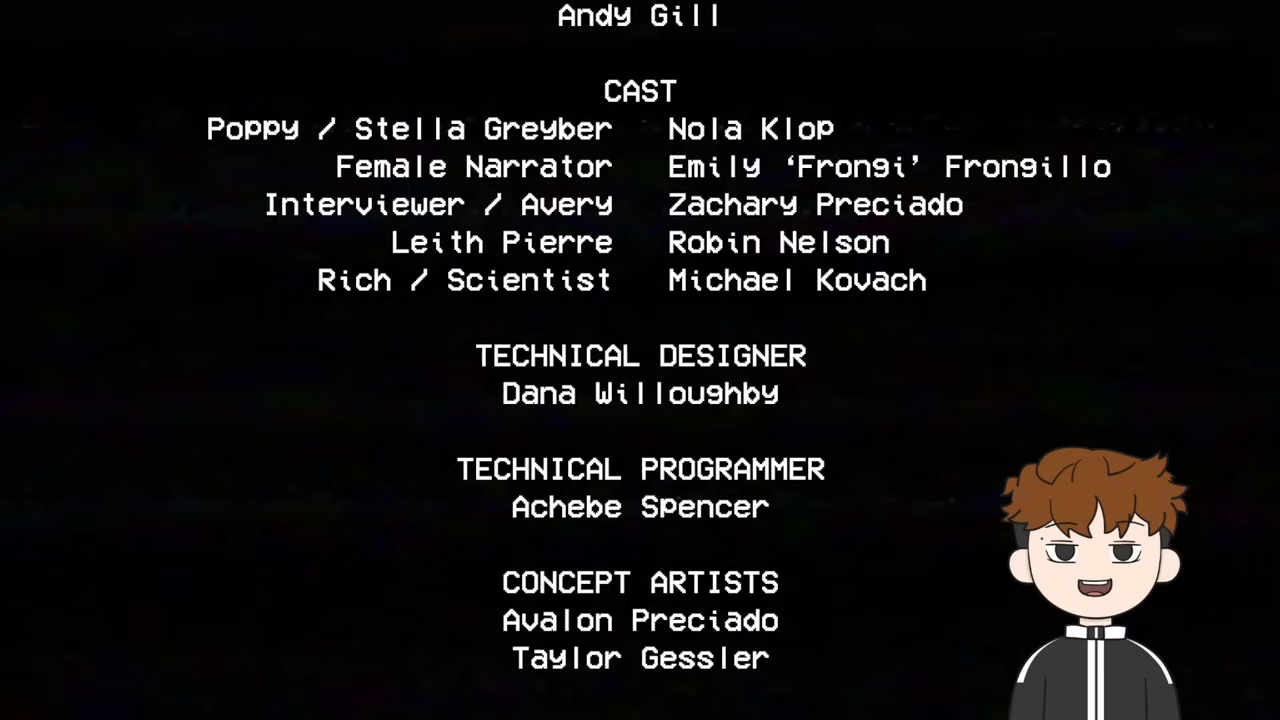 Andy Gill
CAST
Poppy / Stella Greyber Nola Klop
Female Narrator Emily ‘Frongi’ Frongillo
Interviewer / Avery Zachary Preciado
Leith Pierre Robin Nelson
Rich / Scientist Michael Kovach
TECHNICAL DESIGNER
Dana Willoughby
TECHNICAL PROGRAMMER
Achebe Spencer
CONCEPT ARTISTS
Avalon Preciado
Taylor Gessler